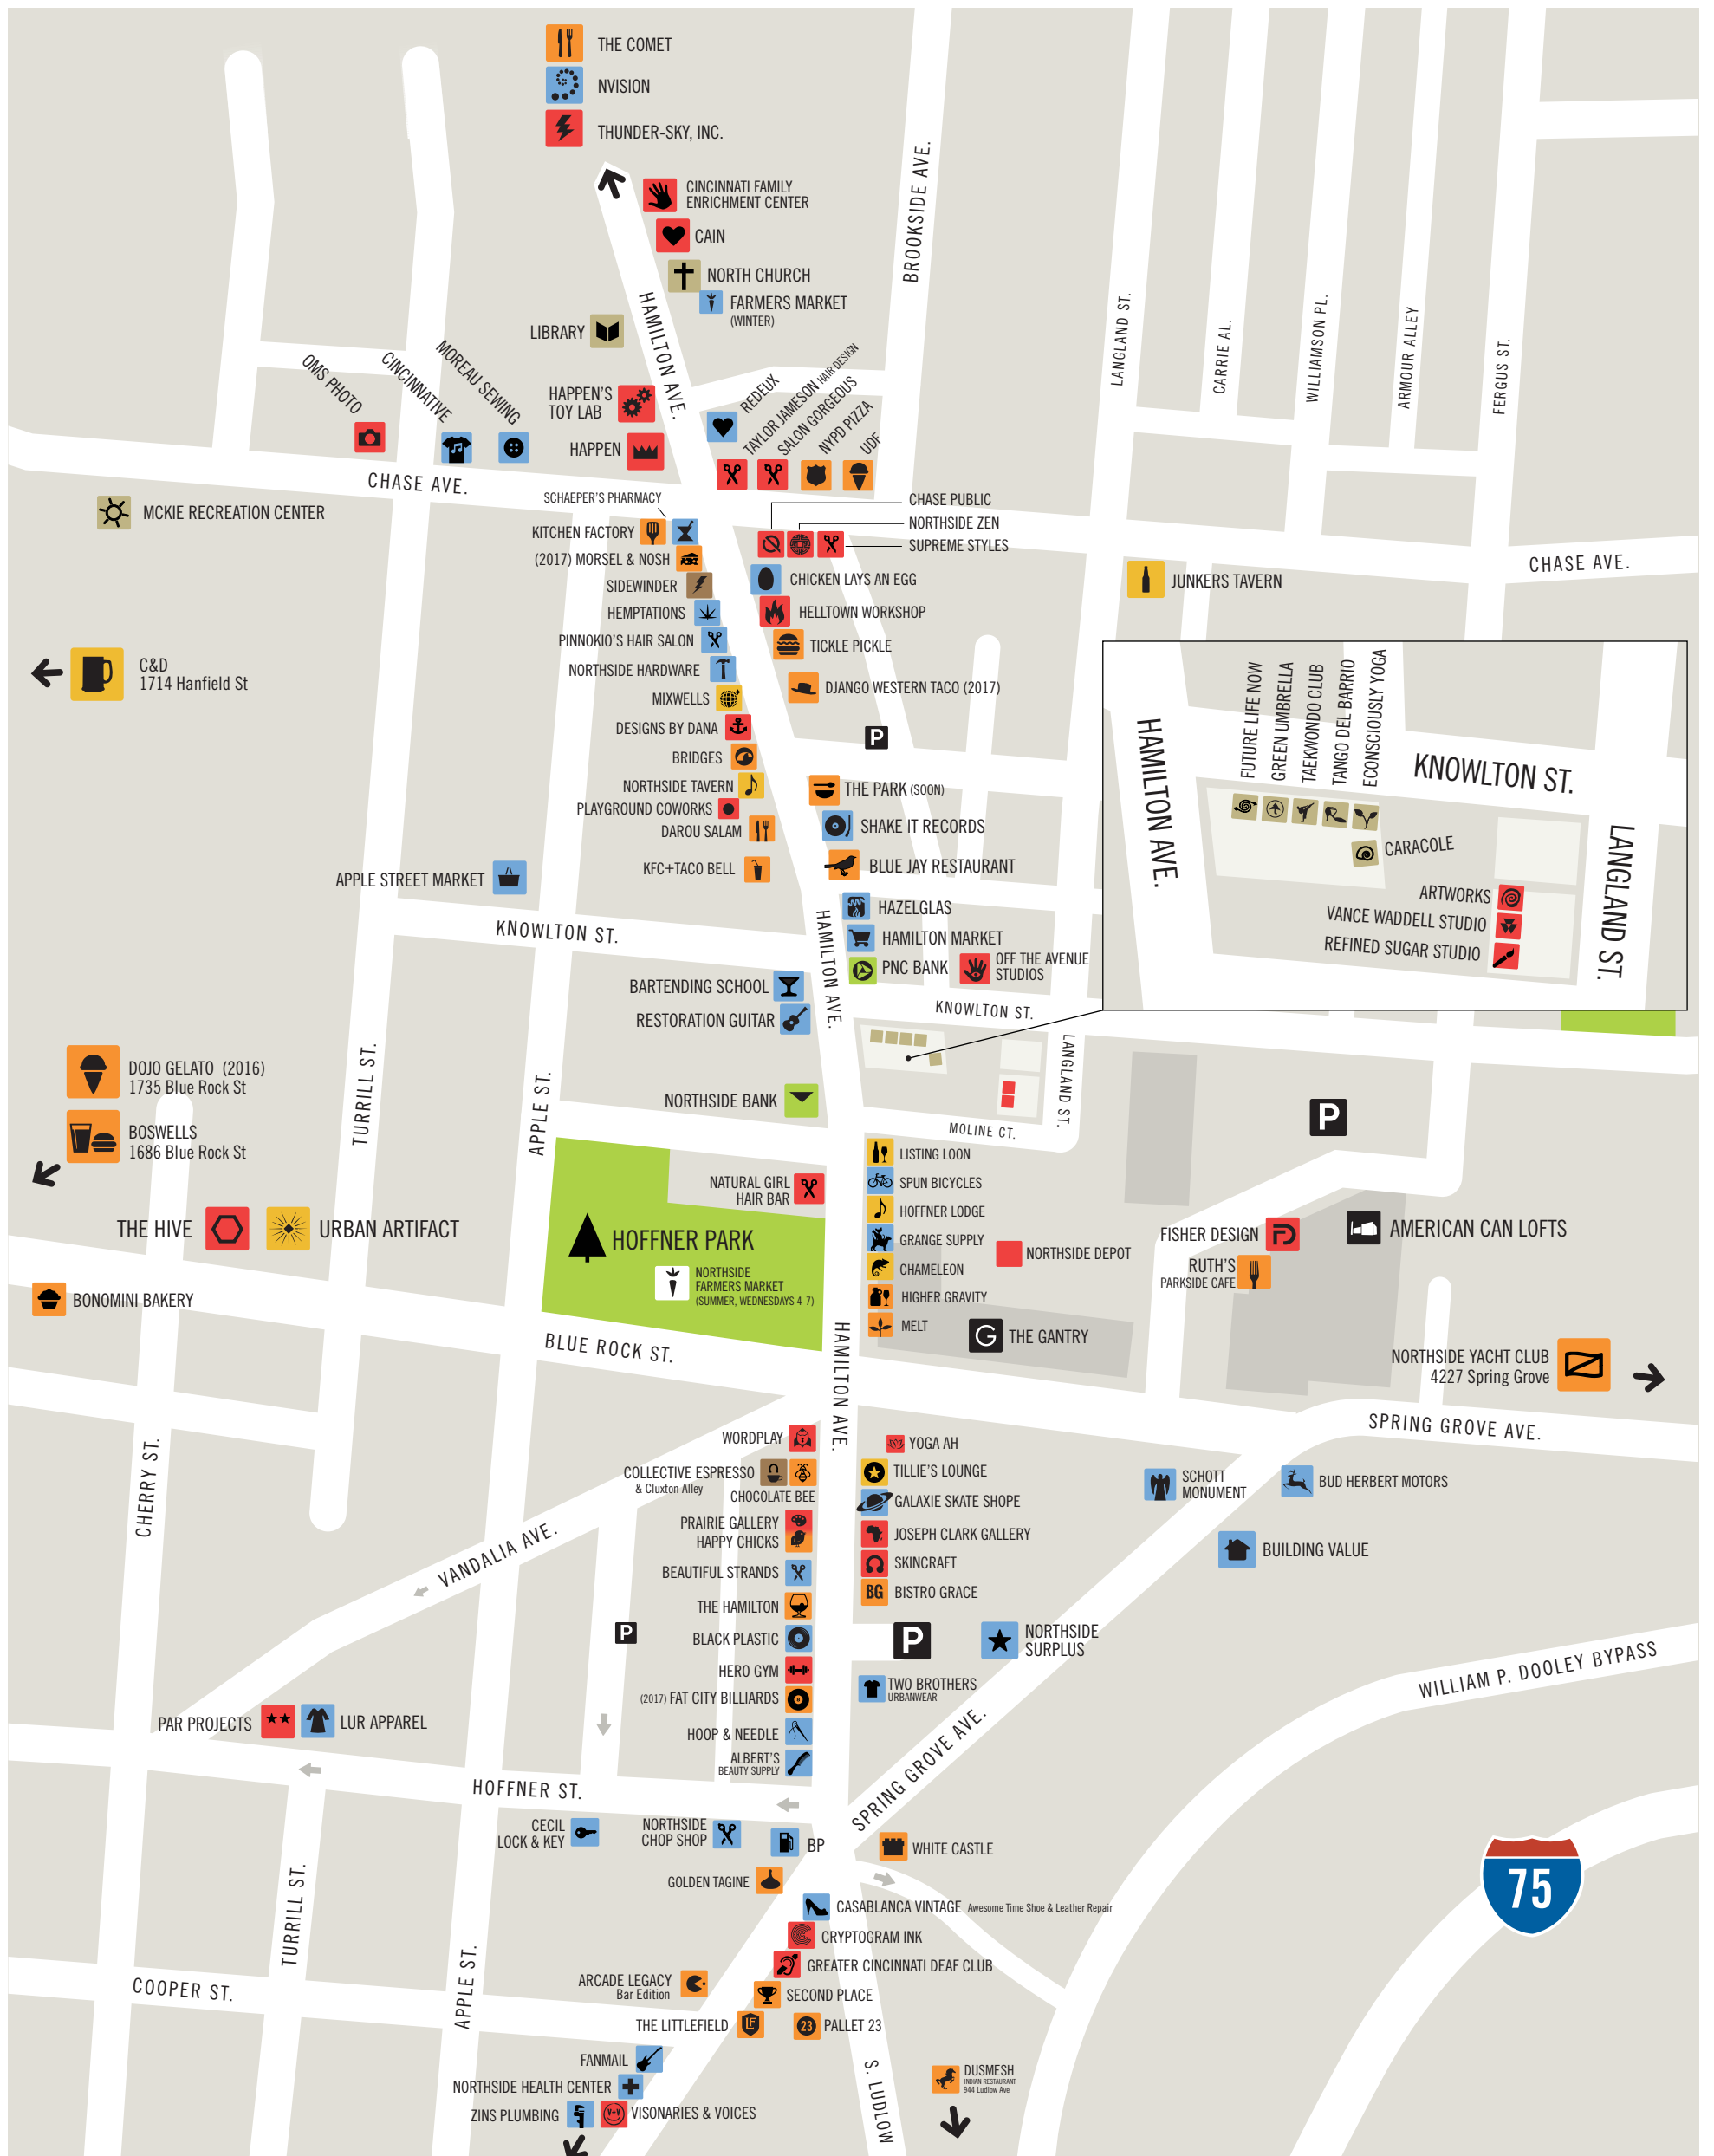 THE COMET
NVISION
THUNDER-SKY, INC.
CINCINNATI FAMILY
ENRICHMENT CENTER
CAIN
NORTH CHURCH
FARMERS MARKET
(WINTER)
LIBRARY
HAMILTON AVE.
BROOKSIDE AVE.
LANGLAND ST.
CARRIE AL.
WILLIAMSON PL.
ARMOUR ALLEY
FERGUS ST.
OMS PHOTO
CINCINNATIVE
MOREAU SEWING
HAPPEN'S
TOY LAB
HAPPEN
REDEUX
TAYLOR JAMESON HAIR DESIGN
SALON GORGEOUS
NYPD PIZZA
UDF
CHASE AVE.
MCKIE RECREATION CENTER
SCHAEPER'S PHARMACY
KITCHEN FACTORY
(2017) MORSEL & NOSH
SIDEWINDER
HEMPTATIONS
PINNOKIO'S HAIR SALON
NORTHSIDE HARDWARE
MIXWELLS
DESIGNS BY DANA
BRIDGES
NORTHSIDE TAVERN
PLAYGROUND COWORKS
DAROU SALAM
KFC+TACO BELL
CHASE PUBLIC
NORTHSIDE ZEN
SUPREME STYLES
CHICKEN LAYS AN EGG
HELLTOWN WORKSHOP
TICKLE PICKLE
DJANGO WESTERN TACO (2017)
P
THE PARK (SOON)
SHAKE IT RECORDS
BLUE JAY RESTAURANT
HAZELGLAS
HAMILTON MARKET
PNC BANK
OFF THE AVENUE
STUDIOS
CHASE AVE.
JUNKERS TAVERN
C&D
1714 Hanfield St
FUTURE LIFE NOW
GREEN UMBRELLA
TAEKWONDO CLUB
TANGO DEL BARRIO
ECONSCIOUSLY YOGA
HAMILTON AVE.
KNOWLTON ST.
LANGLAND ST.
CARACOLE
ARTWORKS
VANCE WADDELL STUDIO
REFINED SUGAR STUDIO
APPLE STREET MARKET
KNOWLTON ST.
HAMILTON AVE.
BARTENDING SCHOOL
RESTORATION GUITAR
KNOWLTON ST.
LANGLAND ST.
NORTHSIDE BANK
MOLINE CT.
TURRILL ST.
APPLE ST.
DOJO GELATO (2016)
1735 Blue Rock St
BOSWELLS
1686 Blue Rock St
THE HIVE
URBAN ARTIFACT
BONOMINI BAKERY
NATURAL GIRL
HAIR BAR
HOFFNER PARK
NORTHSIDE
FARMERS MARKET
(SUMMER, WEDNESDAYS 4-7)
BLUE ROCK ST.
HAMILTON AVE.
LISTING LOON
SPUN BICYCLES
HOFFNER LODGE
GRANGE SUPPLY
CHAMELEON
HIGHER GRAVITY
MELT
NORTHSIDE DEPOT
G
THE GANTRY
P
FISHER DESIGN
RUTH'S
PARKSIDE CAFE
AMERICAN CAN LOFTS
NORTHSIDE YACHT CLUB
4227 Spring Grove
SPRING GROVE AVE.
CHERRY ST.
VANDALIA AVE.
WORDPLAY
COLLECTIVE ESPRESSO
& Cluxton Alley
CHOCOLATE BEE
PRAIRIE GALLERY
HAPPY CHICKS
BEAUTIFUL STRANDS
THE HAMILTON
BLACK PLASTIC
HERO GYM
(2017) FAT CITY BILLIARDS
HOOP & NEEDLE
ALBERT'S
BEAUTY SUPPLY
P
YOGA AH
TILLIE'S LOUNGE
GALAXIE SKATE SHOPE
JOSEPH CLARK GALLERY
SKINCRAFT
BG
BISTRO GRACE
P
NORTHSIDE
SURPLUS
TWO BROTHERS
URBANWEAR
SCHOTT
MONUMENT
BUD HERBERT MOTORS
BUILDING VALUE
WILLIAM P. DOOLEY BYPASS
SPRING GROVE AVE.
PAR PROJECTS
LUR APPAREL
HOFFNER ST.
CECIL
LOCK & KEY
NORTHSIDE
CHOP SHOP
BP
WHITE CASTLE
GOLDEN TAGINE
CASABLANCA VINTAGE Awesome Time Shoe & Leather Repair
CRYPTOGRAM INK
GREATER CINCINNATI DEAF CLUB
ARCADE LEGACY
Bar Edition
SECOND PLACE
THE LITTLEFIELD
LF
23
PALLET 23
75
TURRILL ST.
APPLE ST.
COOPER ST.
FANMAIL
NORTHSIDE HEALTH CENTER
ZINS PLUMBING
V+V
VISONARIES & VOICES
S. LUDLOW
DUSMESH
INDIAN RESTAURANT
944 Ludlow Ave